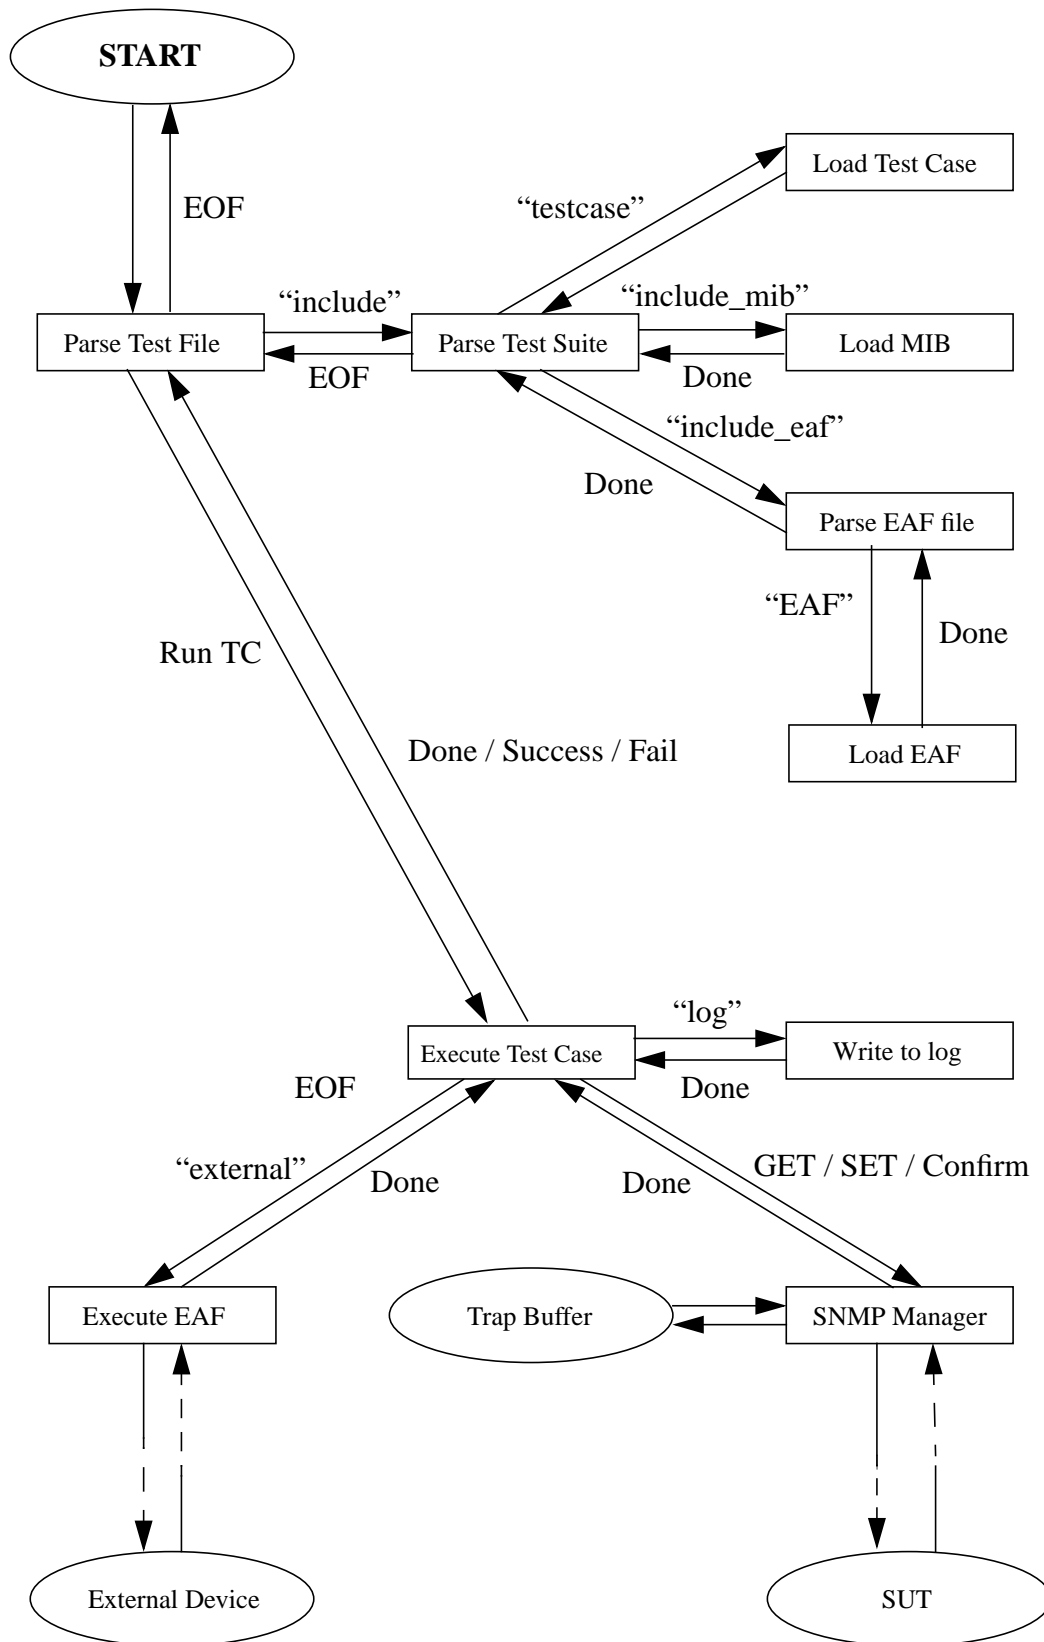 START
EOF
Load Test Case
“testcase”
“include”
“include_mib”
Parse Test File
Parse Test Suite
Load MIB
EOF
Done
“include_eaf”
Done
Parse EAF file
“EAF”
Done
Run TC
Done / Success / Fail
Load EAF
“log”
Execute Test Case
Write to log
EOF
Done
“external”
Done
Done
GET / SET / Confirm
Execute EAF
Trap Buffer
SNMP Manager
External Device
SUT